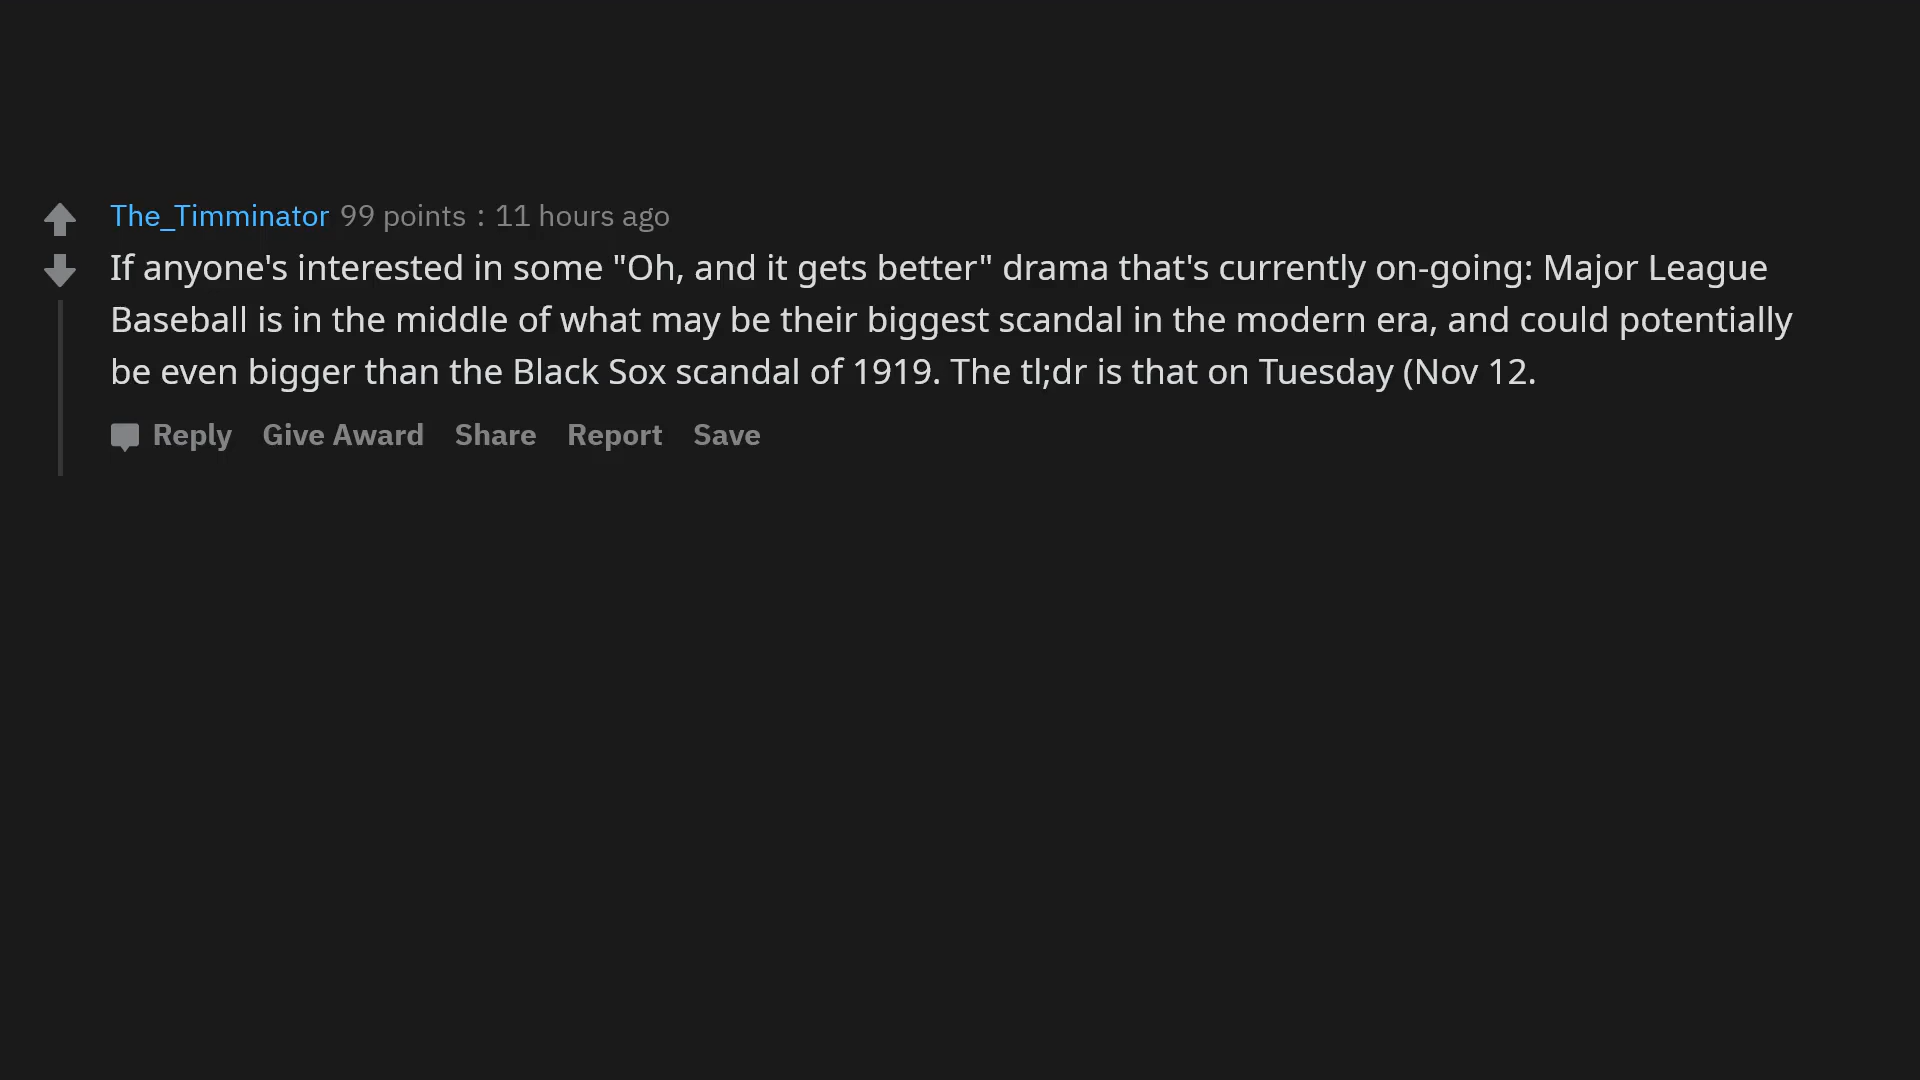 The_Timminator 99 points : 11 hours ago
If anyone's interested in some "Oh, and it gets better" drama that's currently on-going: Major League
Baseball is in the middle of what may be their biggest scandal in the modern era, and could potentially
be even bigger than the Black Sox scandal of 1919. The tl;dr is that on Tuesday (Nov 12.
Reply Give Award Share Report Save